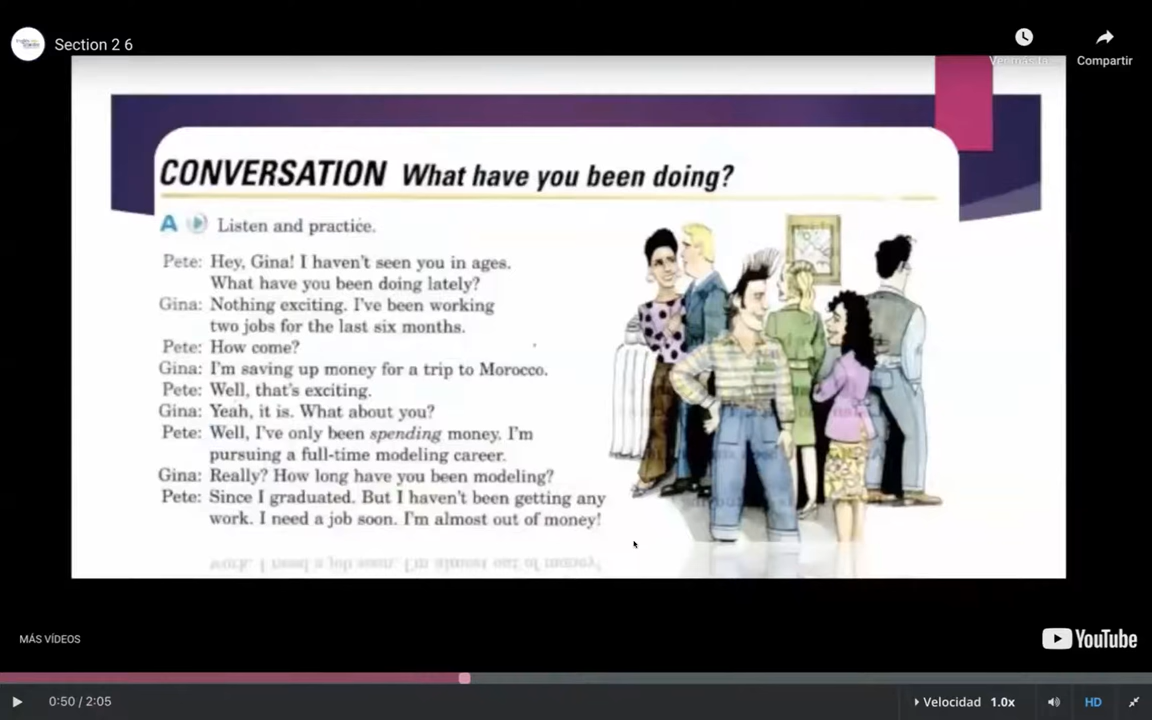 Section 2 6
Compartir
CONVERSATION What have you been doing?
A Listen and practice.
Pete: Hey, Gina! I haven't seen you in ages.
What have you been doing lately?
Gina: Nothing exciting. I've been working
two jobs for the last six months.
Pete: How come?
Gina: I'm saving up money for a trip to Morocco.
Pete: Well, that's exciting.
Gina: Yeah, it is. What about you?
Pete: Well, I've only been spending money. I'm
pursuing a full-time modeling career.
Gina: Really? How long have you been modeling?
Pete: Since I graduated. But I haven't been getting any
work. I need a job soon. I'm almost out of money!
MÁS VÍDEOS
YouTube
0:50 / 2:05
Velocidad 1.0x
HD